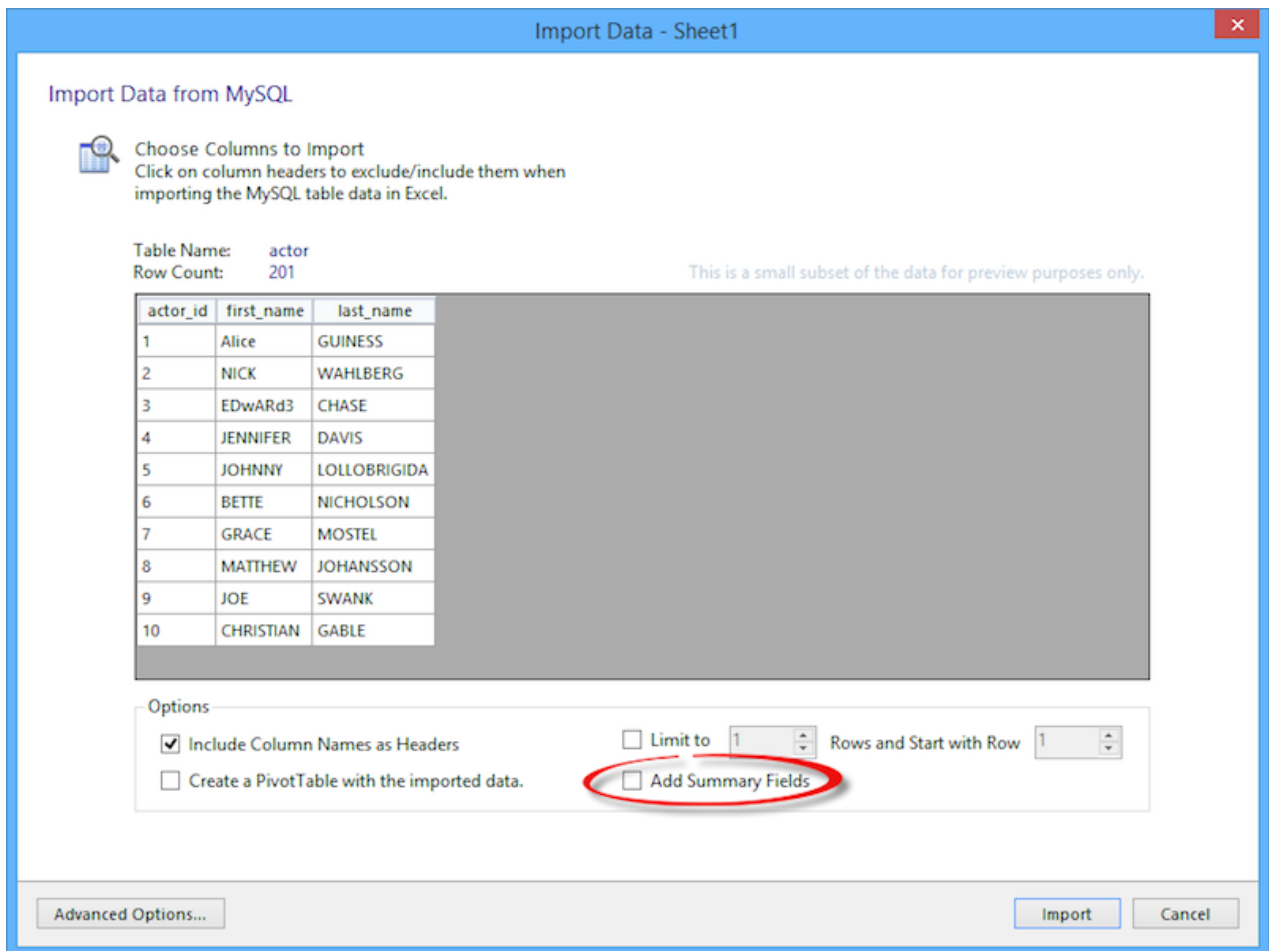 Import Data - Sheet1
Import Data from MySQL
Choose Columns to Import
Click on column headers to exclude/include them when
importing the MySQL table data in Excel.
Table Name: actor
Row Count: 201
This is a small subset of the data for preview purposes only.
actor_id first_name last_name
1 Alice GUINESS
2 NICK WAHLBERG
3 EDwARd3 CHASE
4 JENNIFER DAVIS
5 JOHNNY LOLLOBRIGIDA
6 BETTE NICHOLSON
7 GRACE MOSTEL
8 MATTHEW JOHANSSON
9 JOE SWANK
10 CHRISTIAN GABLE
Options
Include Column Names as Headers
Limit to 1 Rows and Start with Row 1
Create a PivotTable with the imported data.
Add Summary Fields
Advanced Options...
Import
Cancel